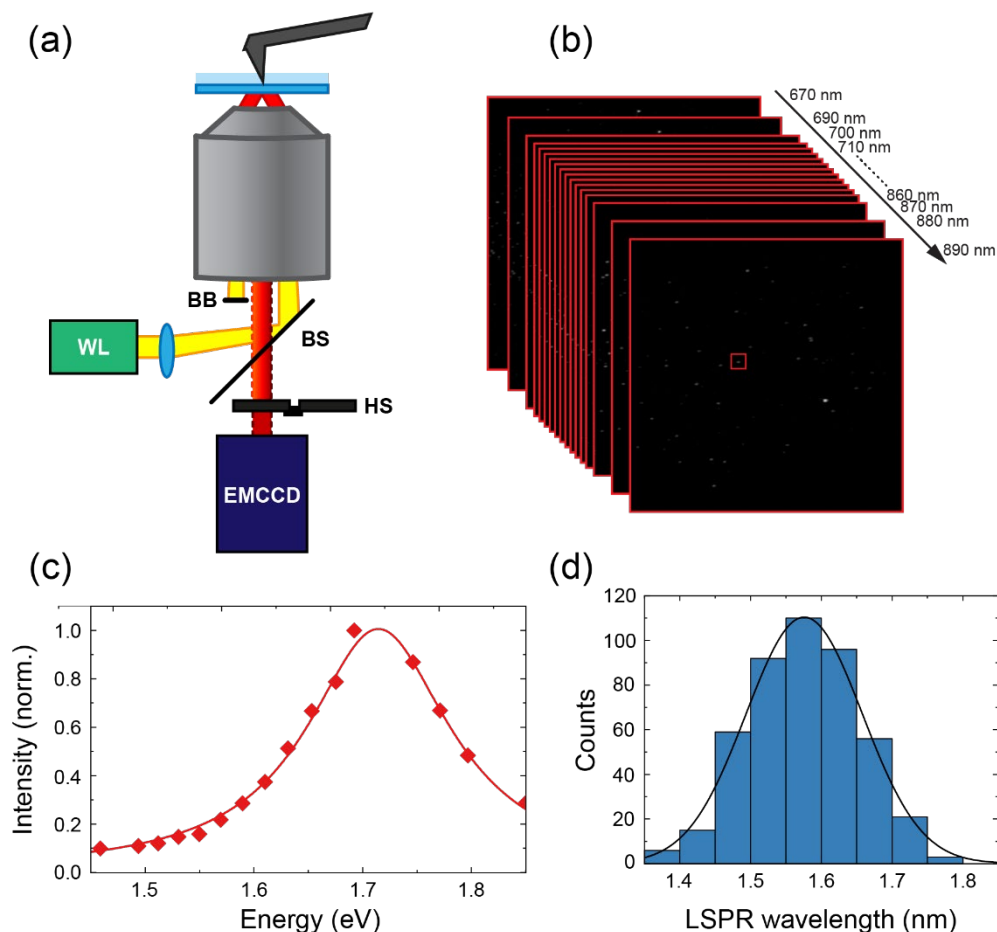 (a)
BB
WL
BS
HS
EMCCD
(b)
670 nm
690 nm
700 nm
710 nm
860 nm
870 nm
880 nm
890 nm
(c)
Intensity (norm.)
1.0
0.8
0.6
0.4
0.2
0.0
1.5 1.6 1.7 1.8
Energy (eV)
(d)
Counts
120
100
80
60
40
20
0
1.4 1.5 1.6 1.7 1.8
LSPR wavelength (nm)